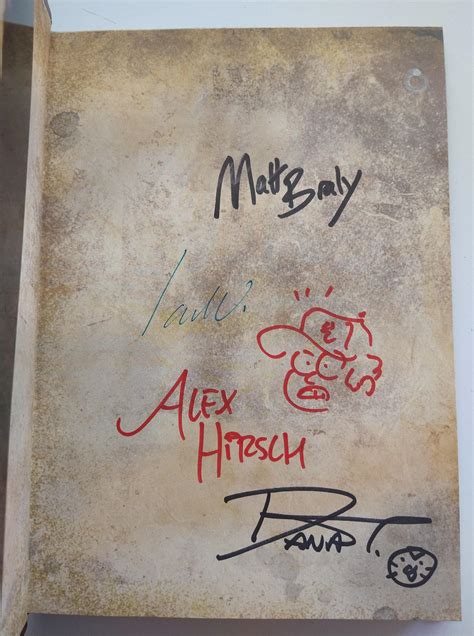 Matt Braly
ALEX
HIRSCH
DANA T.